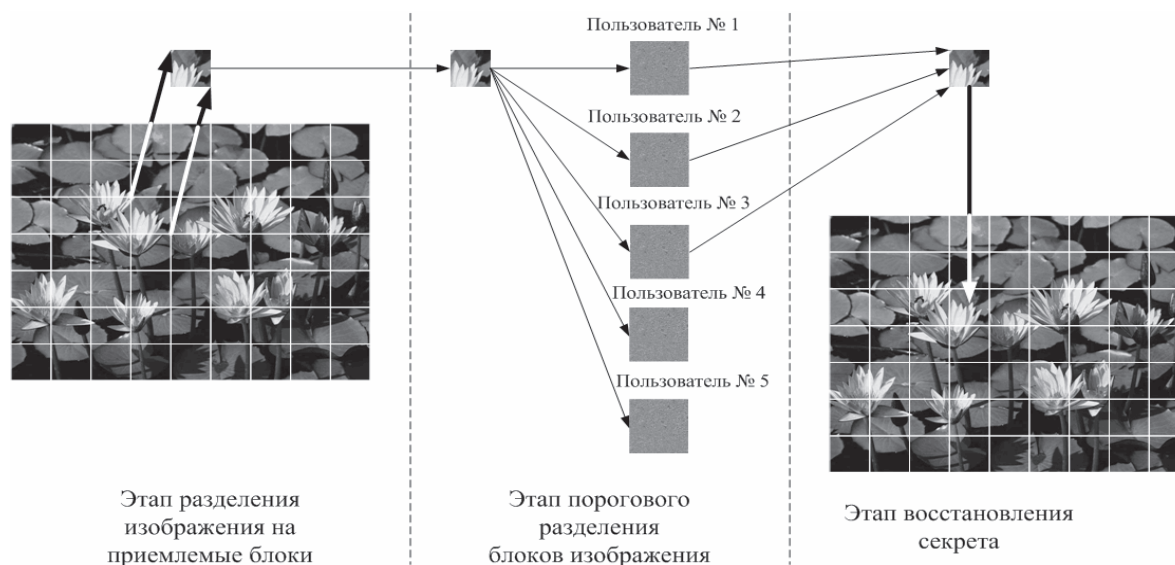 Пользователь № 1
Пользователь № 2
Пользователь № 3
Пользователь № 4
Пользователь № 5
Этап разделения
изображения на
приемлемые блоки
Этап порогового
разделения
блоков изображения
Этап восстановления
секрета